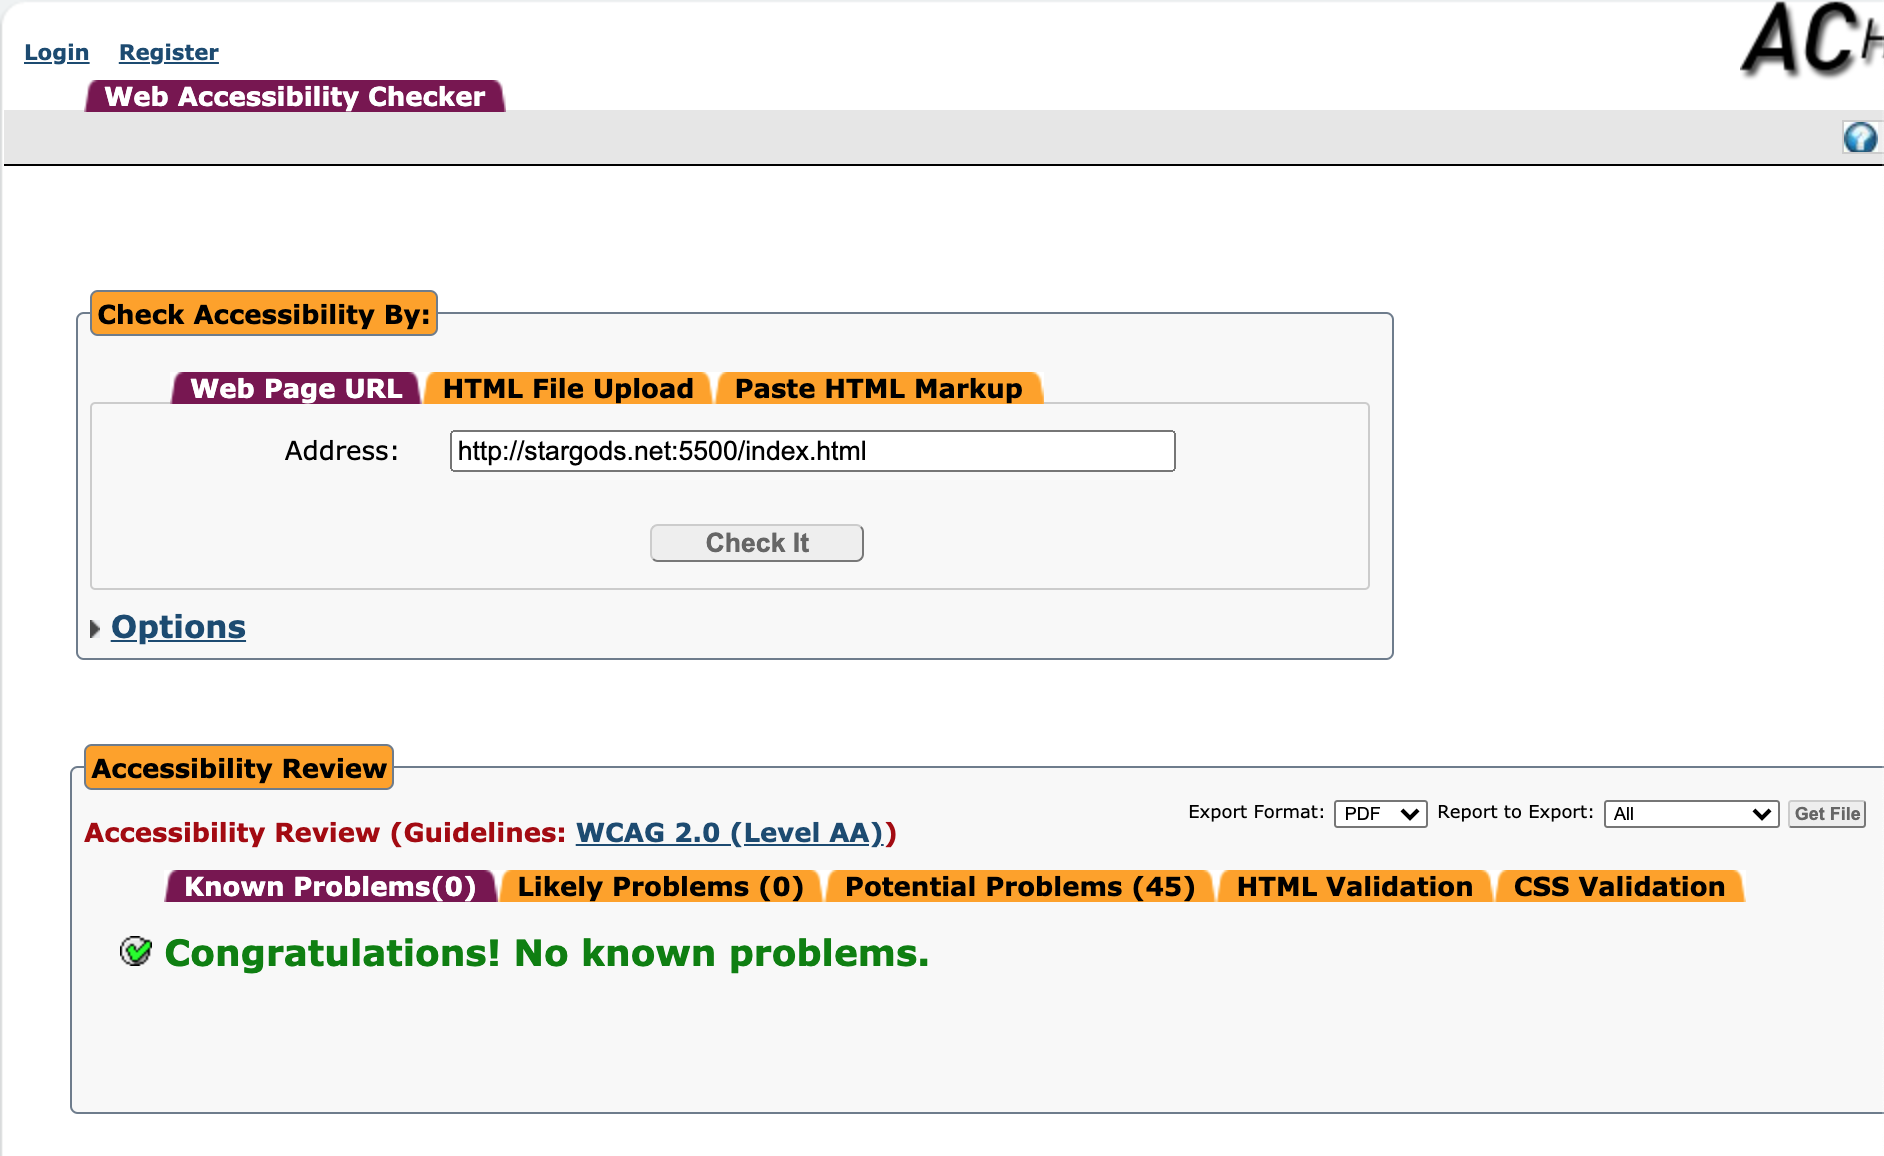 Login Register
ACH
Web Accessibility Checker
?
Check Accessibility By:
Web Page URL HTML File Upload Paste HTML Markup
Address: http://stargods.net:5500/index.html
Check It
Options
Accessibility Review
Export Format: PDF Report to Export: All Get File
Accessibility Review (Guidelines: WCAG 2.0 (Level AA))
Known Problems(0) Likely Problems (0) Potential Problems (45) HTML Validation CSS Validation
Congratulations! No known problems.